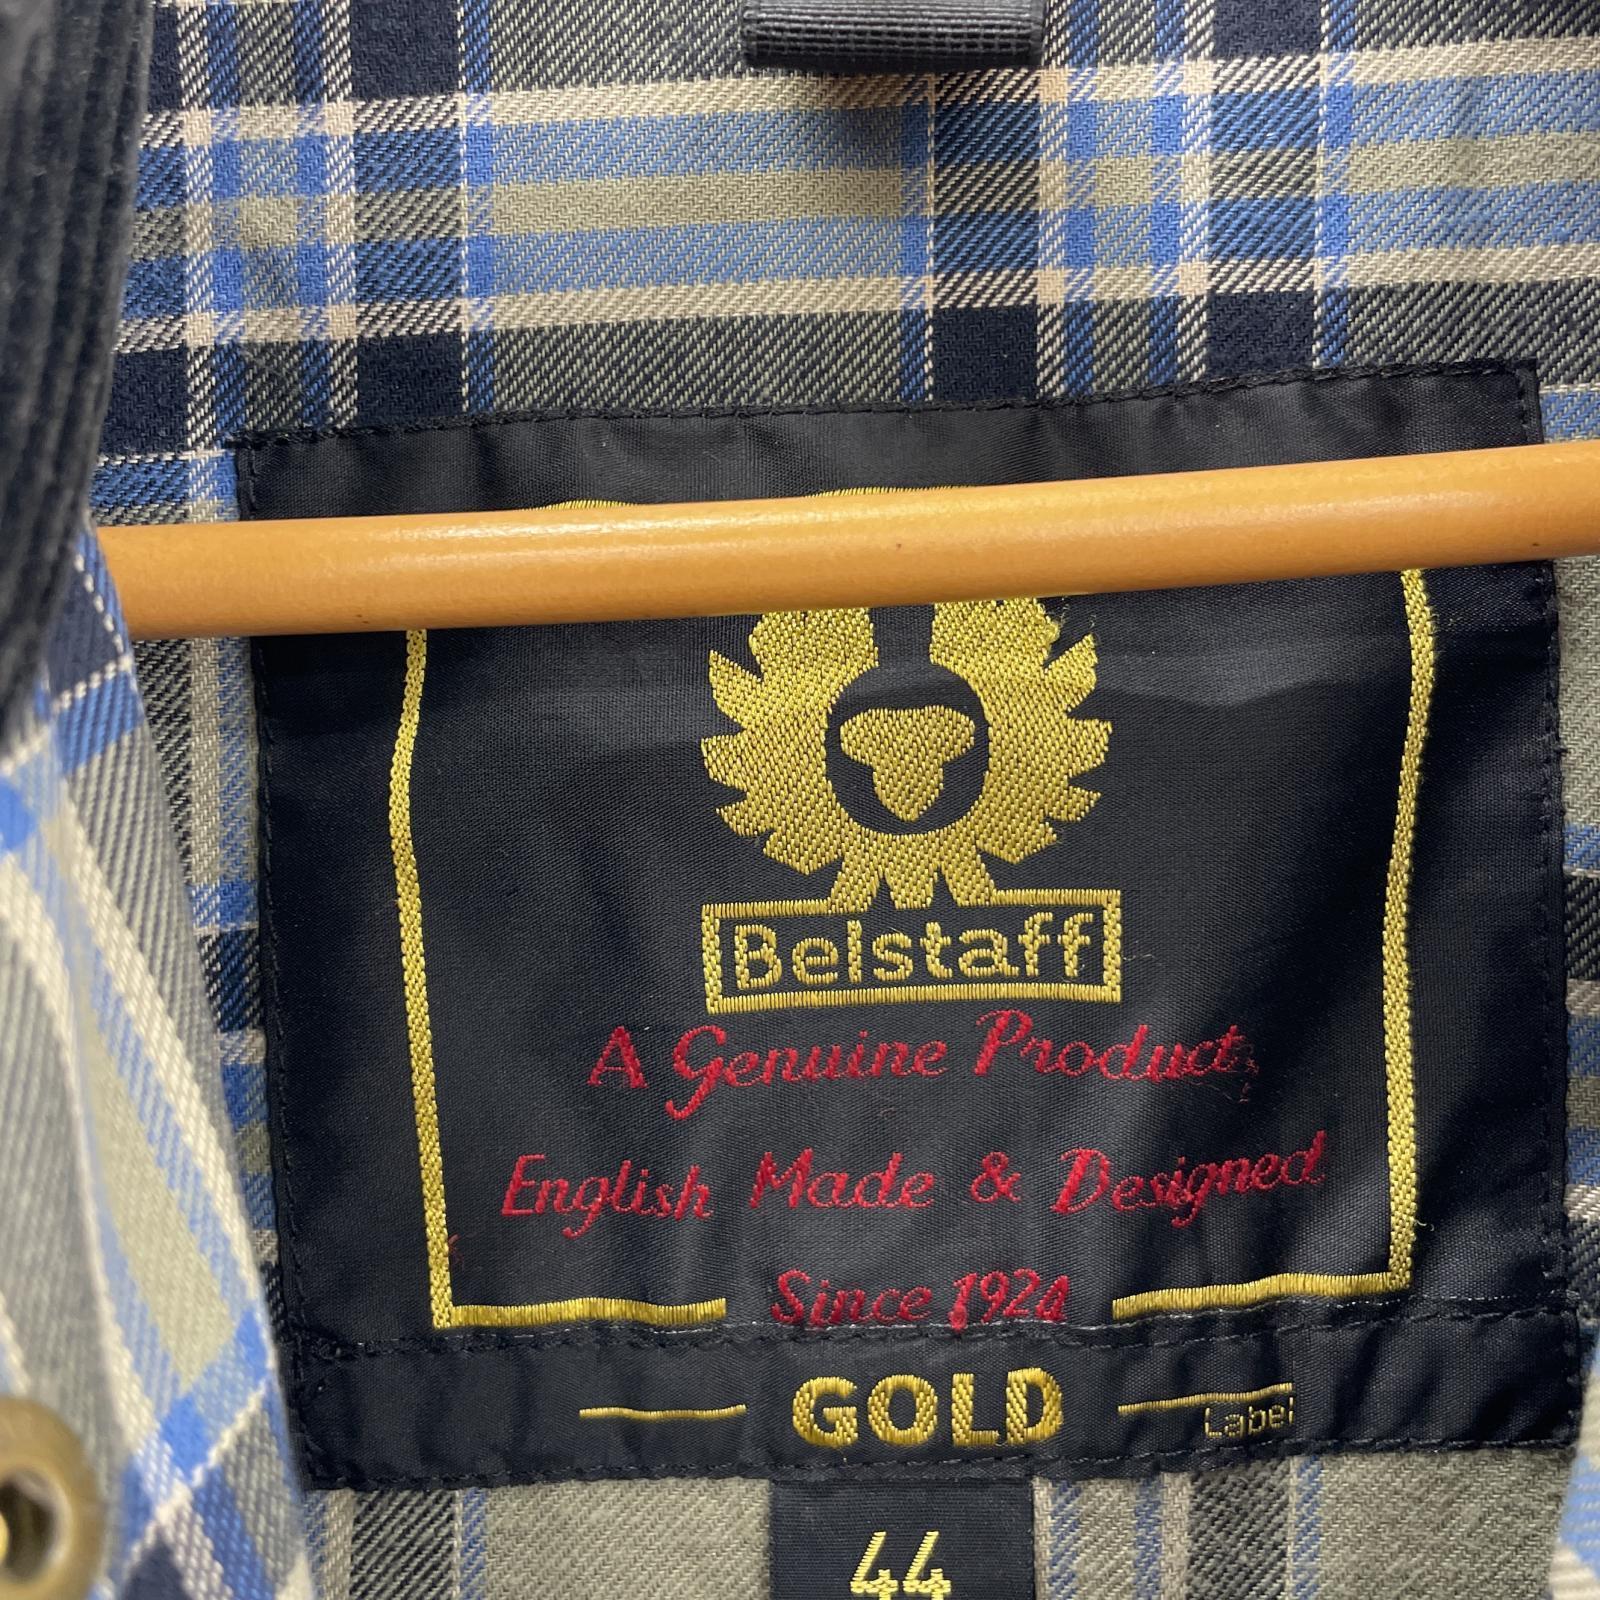 Belstaff
A Genuine Product
English Made & Designed
Since 1924
GOLD
Label
44